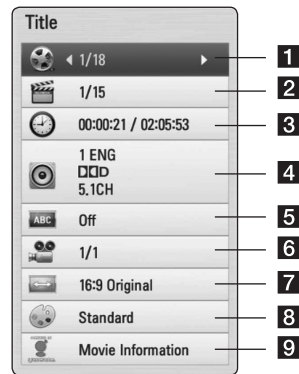 Title
1/18 1
1/15 2
00:00:21 / 02:05:53 3
1 ENG
DD D
5.1CH 4
ABC Off 5
1/1 6
16:9 Original 7
Standard 8
Movie Information 9